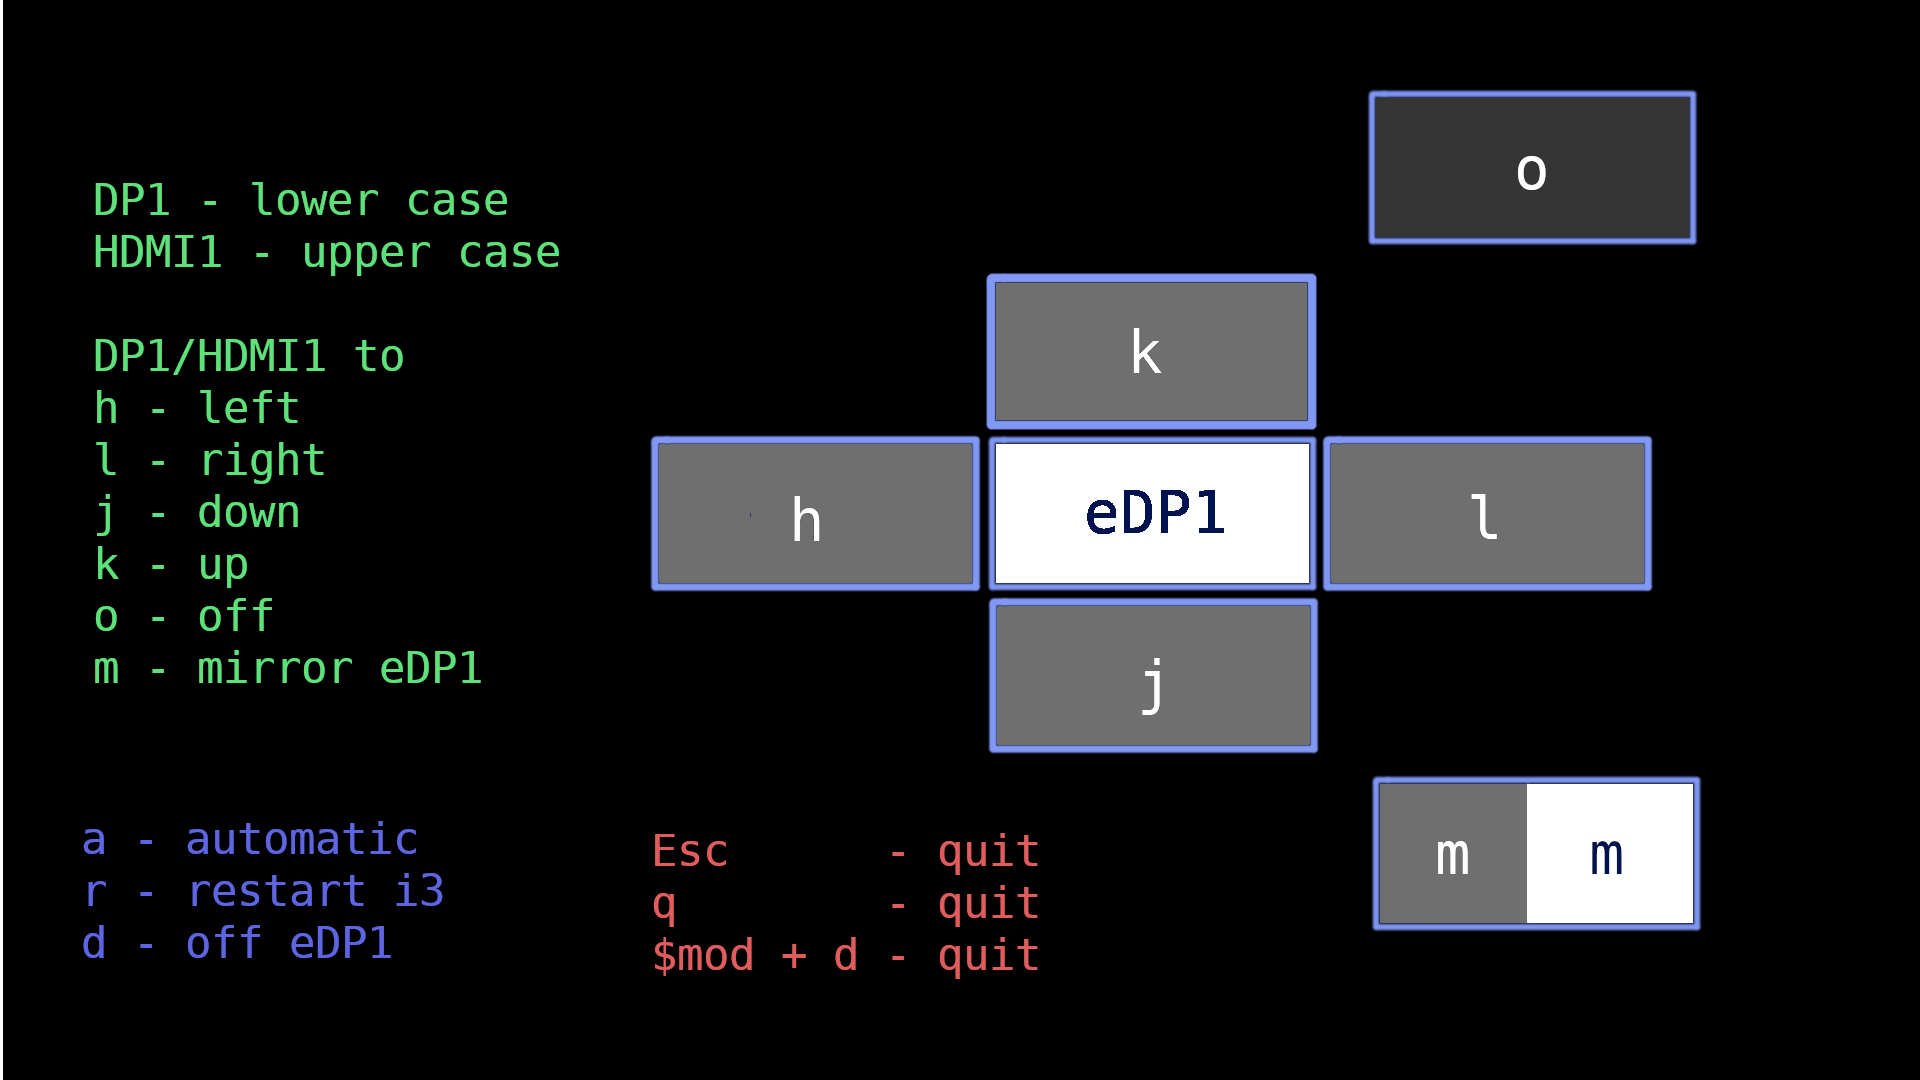 DP1 - lower case
HDMI1 - upper case
DP1/HDMI1 to
h - left
l - right
j - down
k - up
o - off
m - mirror eDP1
a - automatic
r - restart i3
d - off eDP1
Esc - quit
q - quit
$mod + d - quit
o
k
h eDP1 l
j
m m